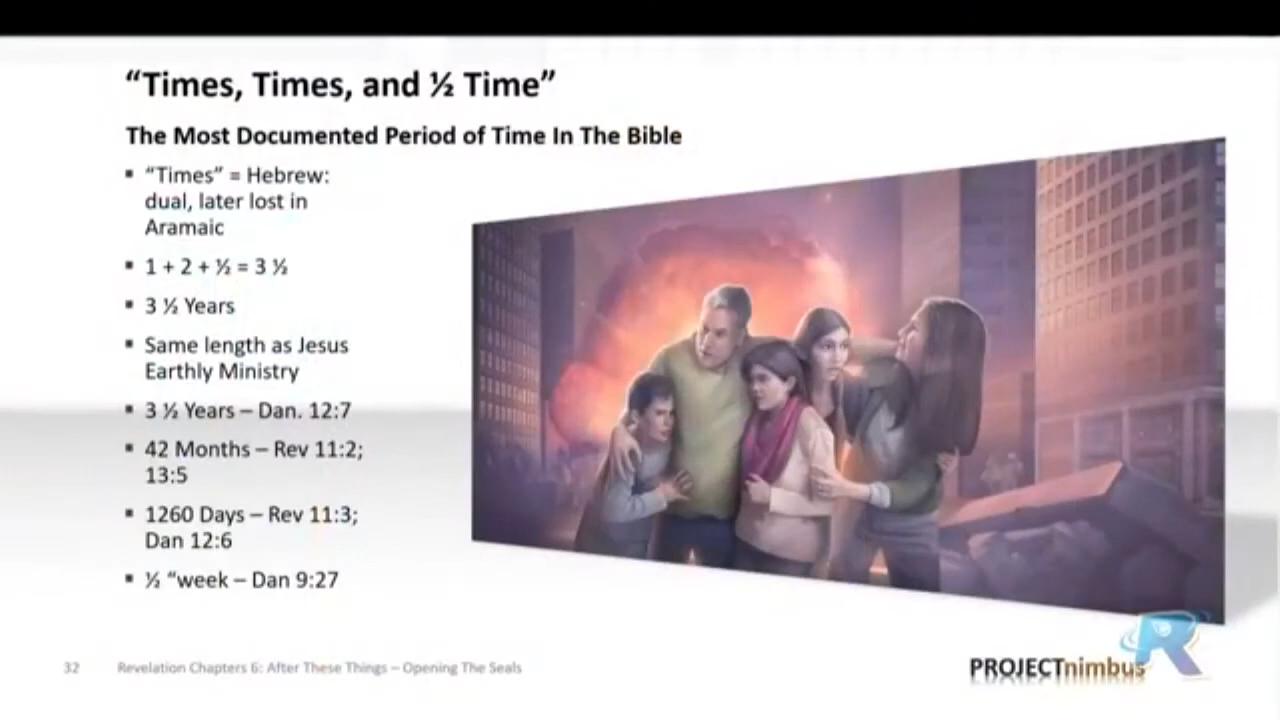 “Times, Times, and ½ Time”
The Most Documented Period of Time In The Bible
▪ “Times” = Hebrew:
dual, later lost in
Aramaic
▪ 1 + 2 + ½ = 3 ½
▪ 3 ½ Years
▪ Same length as Jesus
Earthly Ministry
▪ 3 ½ Years – Dan. 12:7
▪ 42 Months – Rev 11:2;
13:5
▪ 1260 Days – Rev 11:3;
Dan 12:6
▪ ½ “week – Dan 9:27
32 Revelation Chapters 6: After These Things – Opening The Seals
PROJECTnimbus
R